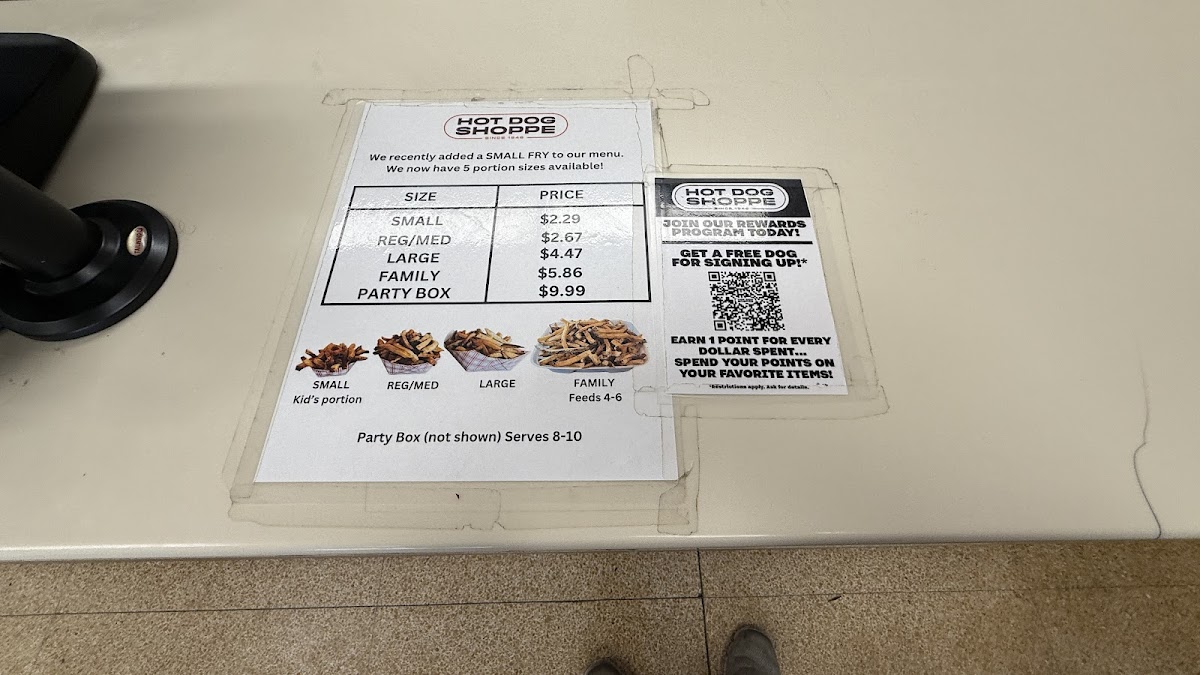 HOT DOG
SHOPPE
SINCE 1946
We recently added a SMALL FRY to our menu.
We now have 5 portion sizes available!
SIZE PRICE
SMALL $2.29
REG/MED $2.67
LARGE $4.47
FAMILY $5.86
PARTY BOX $9.99
SMALL REG/MED LARGE FAMILY
Kid's portion Feeds 4-6
Party Box (not shown) Serves 8-10
HOT DOG
SHOPPE
SINCE 1946
JOIN OUR REWARDS
PROGRAM TODAY!
GET A FREE DOG
FOR SIGNING UP!*
EARN 1 POINT FOR EVERY
DOLLAR SPENT...
SPEND YOUR POINTS ON
YOUR FAVORITE ITEMS!
*Restrictions apply. Ask for details.